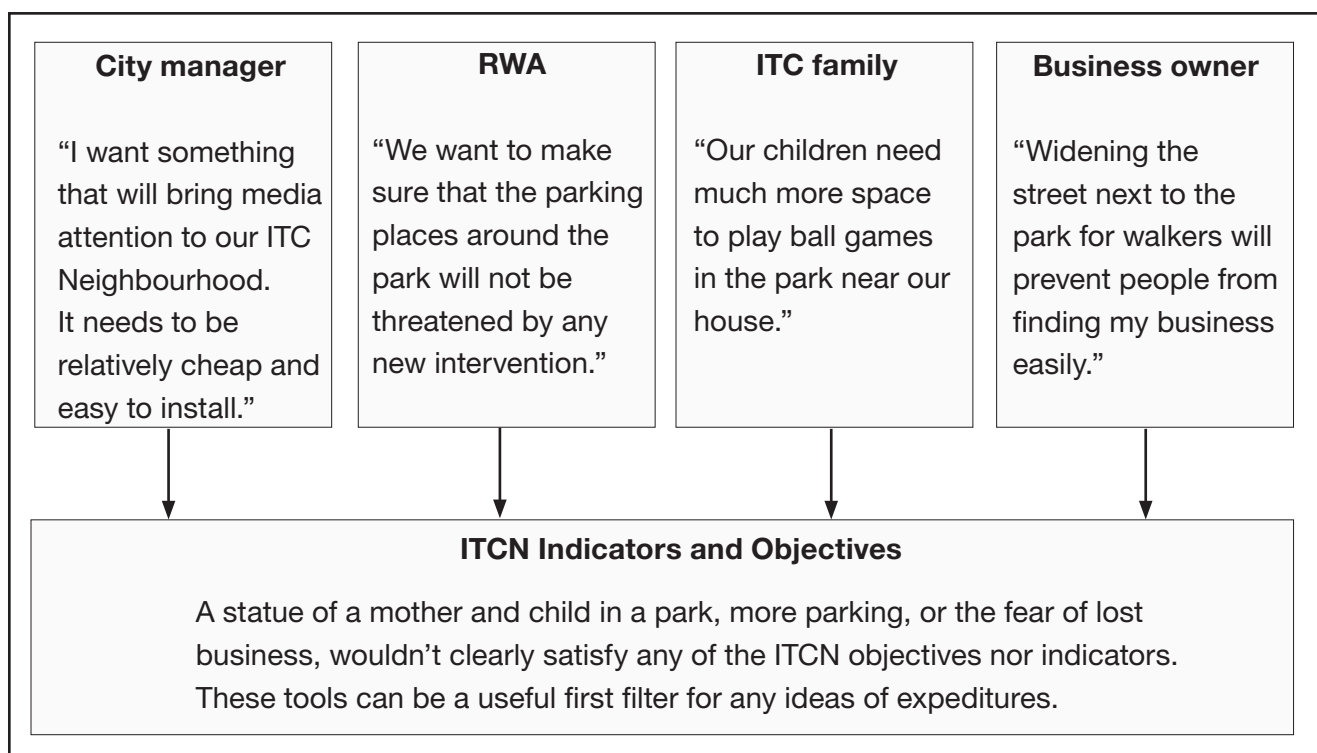 City manager
“I want something
that will bring media
attention to our ITC
Neighbourhood.
It needs to be
relatively cheap and
easy to install.”
RWA
“We want to make
sure that the parking
places around the
park will not be
threatened by any
new intervention.”
ITC family
“Our children need
much more space
to play ball games
in the park near our
house.”
Business owner
“Widening the
street next to the
park for walkers will
prevent people from
finding my business
easily.”
ITCN Indicators and Objectives
A statue of a mother and child in a park, more parking, or the fear of lost
business, wouldn’t clearly satisfy any of the ITCN objectives nor indicators.
These tools can be a useful first filter for any ideas of expeditures.